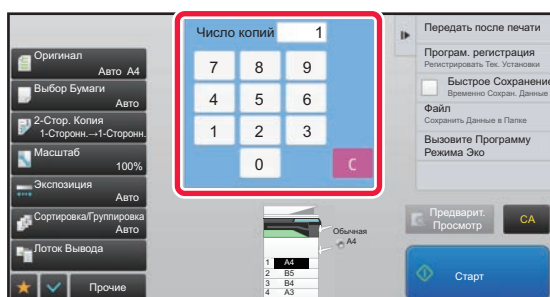 Число копий 1
7 8 9
4 5 6
1 2 3
0 C
Оригинал
Авто A4
Выбор Бумаги
Авто
2-Стор. Копия
1-Сторонн.→1-Сторонн.
Масштаб
100%
Экспозиция
Авто
Сортировка/Группировка
Авто
Лоток Вывода
Прочие
Обычная
A4
1 A4
2 B5
3 B4
4 A3
Передать после печати
Програм. регистрация
Регистрировать Тек. Установки
Быстрое Сохранение
Временно Сохран. Данные
Файл
Сохранить Данные в Папке
Вызовите Программу
Режима Эко
Предварит.
Просмотр
CA
Старт